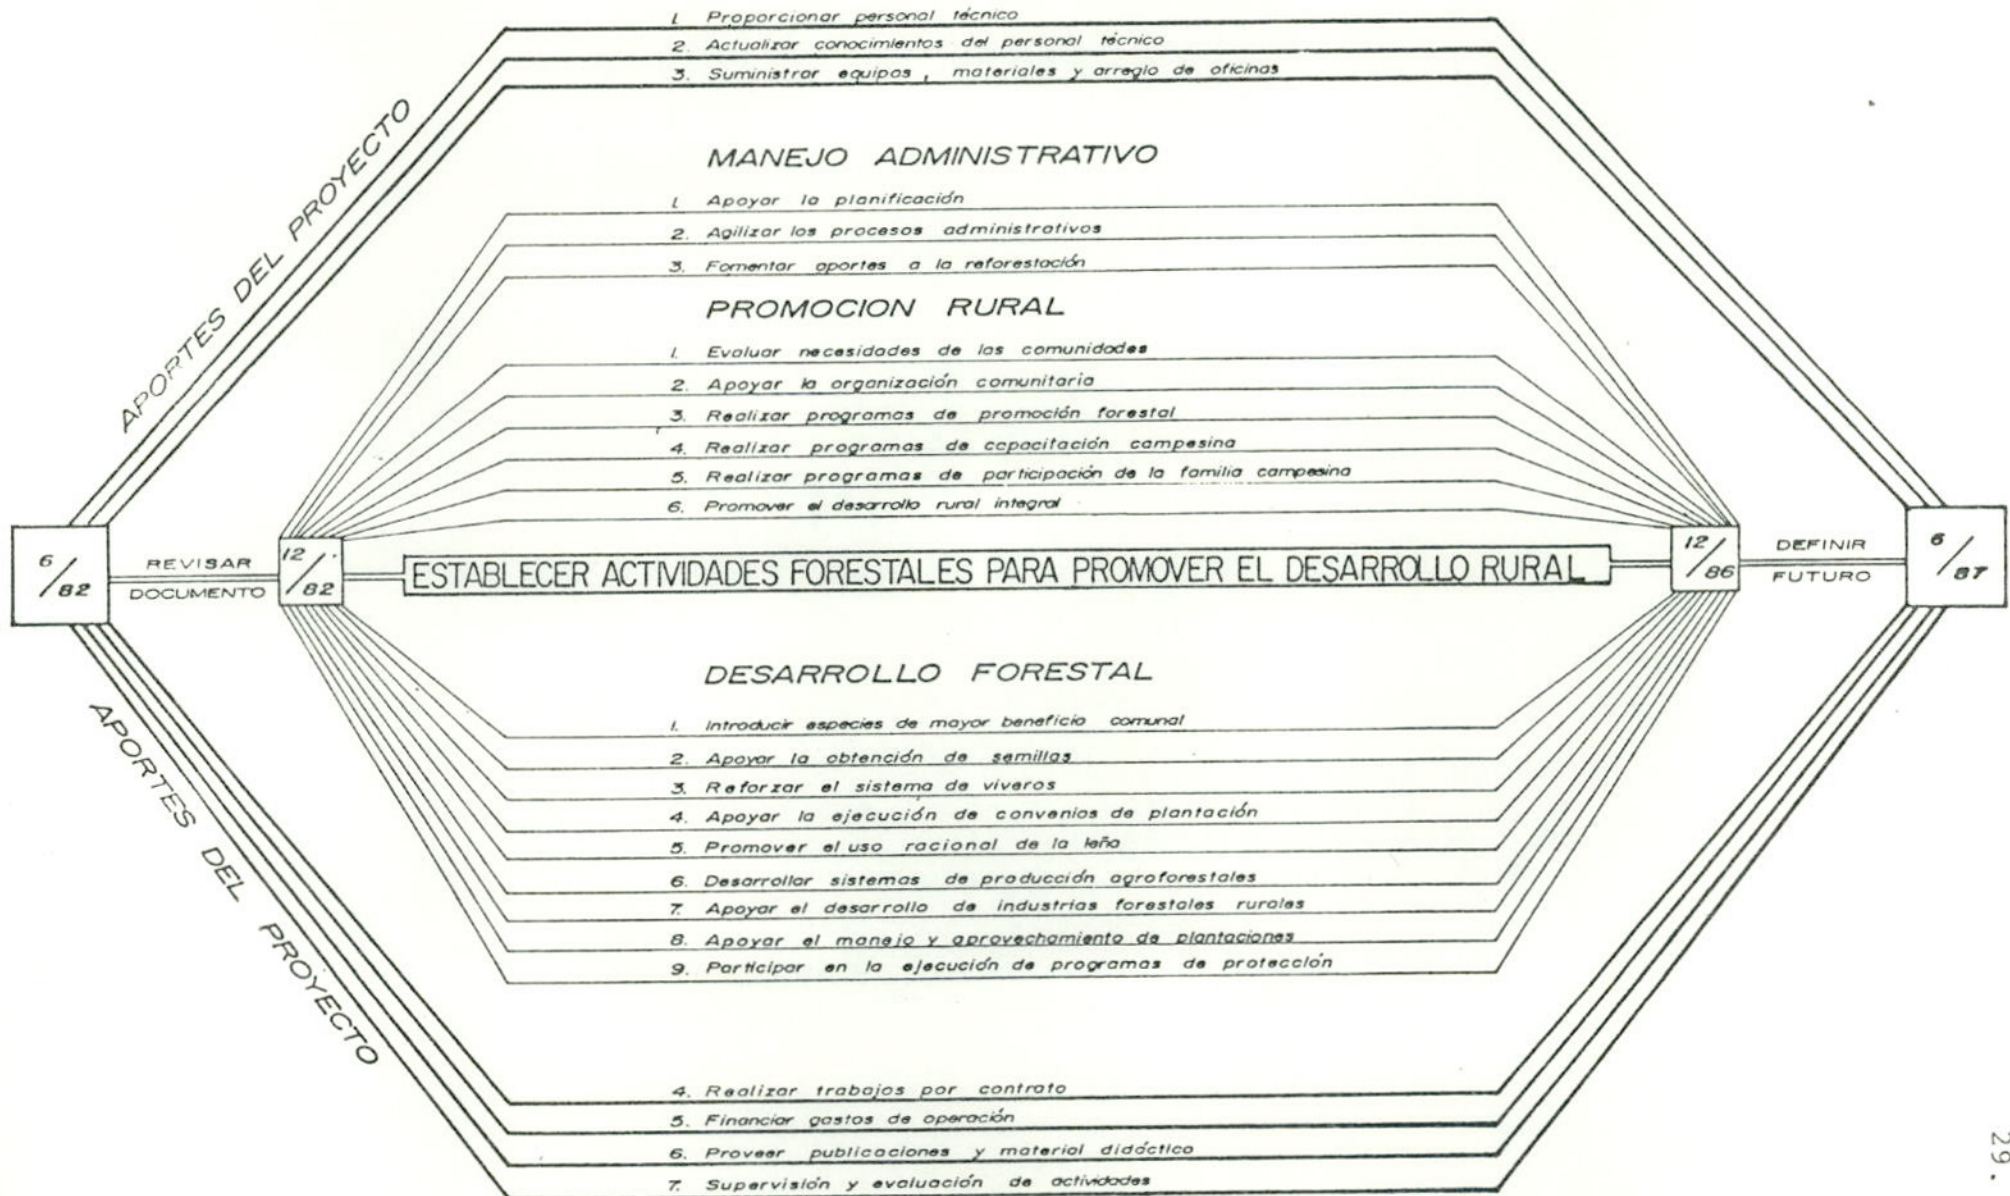 1. Proporcionar personal técnico
2. Actualizar conocimientos del personal técnico
3. Suministrar equipos, materiales y arreglo de oficinas
APORTES DEL PROYECTO
MANEJO ADMINISTRATIVO
1. Apoyar la planificación
2. Agilizar los procesos administrativos
3. Fomentar aportes a la reforestación
PROMOCION RURAL
1. Evaluar necesidades de las comunidades
2. Apoyar la organización comunitaria
3. Realizar programas de promoción forestal
4. Realizar programas de capacitación campesina
5. Realizar programas de participación de la familia campesina
6. Promover el desarrollo rural integral
6/82
REVISAR
DOCUMENTO
12/82
ESTABLECER ACTIVIDADES FORESTALES PARA PROMOVER EL DESARROLLO RURAL
12/86
DEFINIR
FUTURO
6/87
DESARROLLO FORESTAL
1. Introducir especies de mayor beneficio comunal
2. Apoyar la obtención de semillas
3. Reforzar el sistema de viveros
4. Apoyar la ejecución de convenios de plantación
5. Promover el uso racional de la leña
6. Desarrollar sistemas de producción agroforestales
7. Apoyar el desarrollo de industrias forestales rurales
8. Apoyar el manejo y aprovechamiento de plantaciones
9. Participar en la ejecución de programas de protección
APORTES DEL PROYECTO
4. Realizar trabajos por contrato
5. Financiar gastos de operación
6. Proveer publicaciones y material didáctico
7. Supervisión y evaluación de actividades
29.